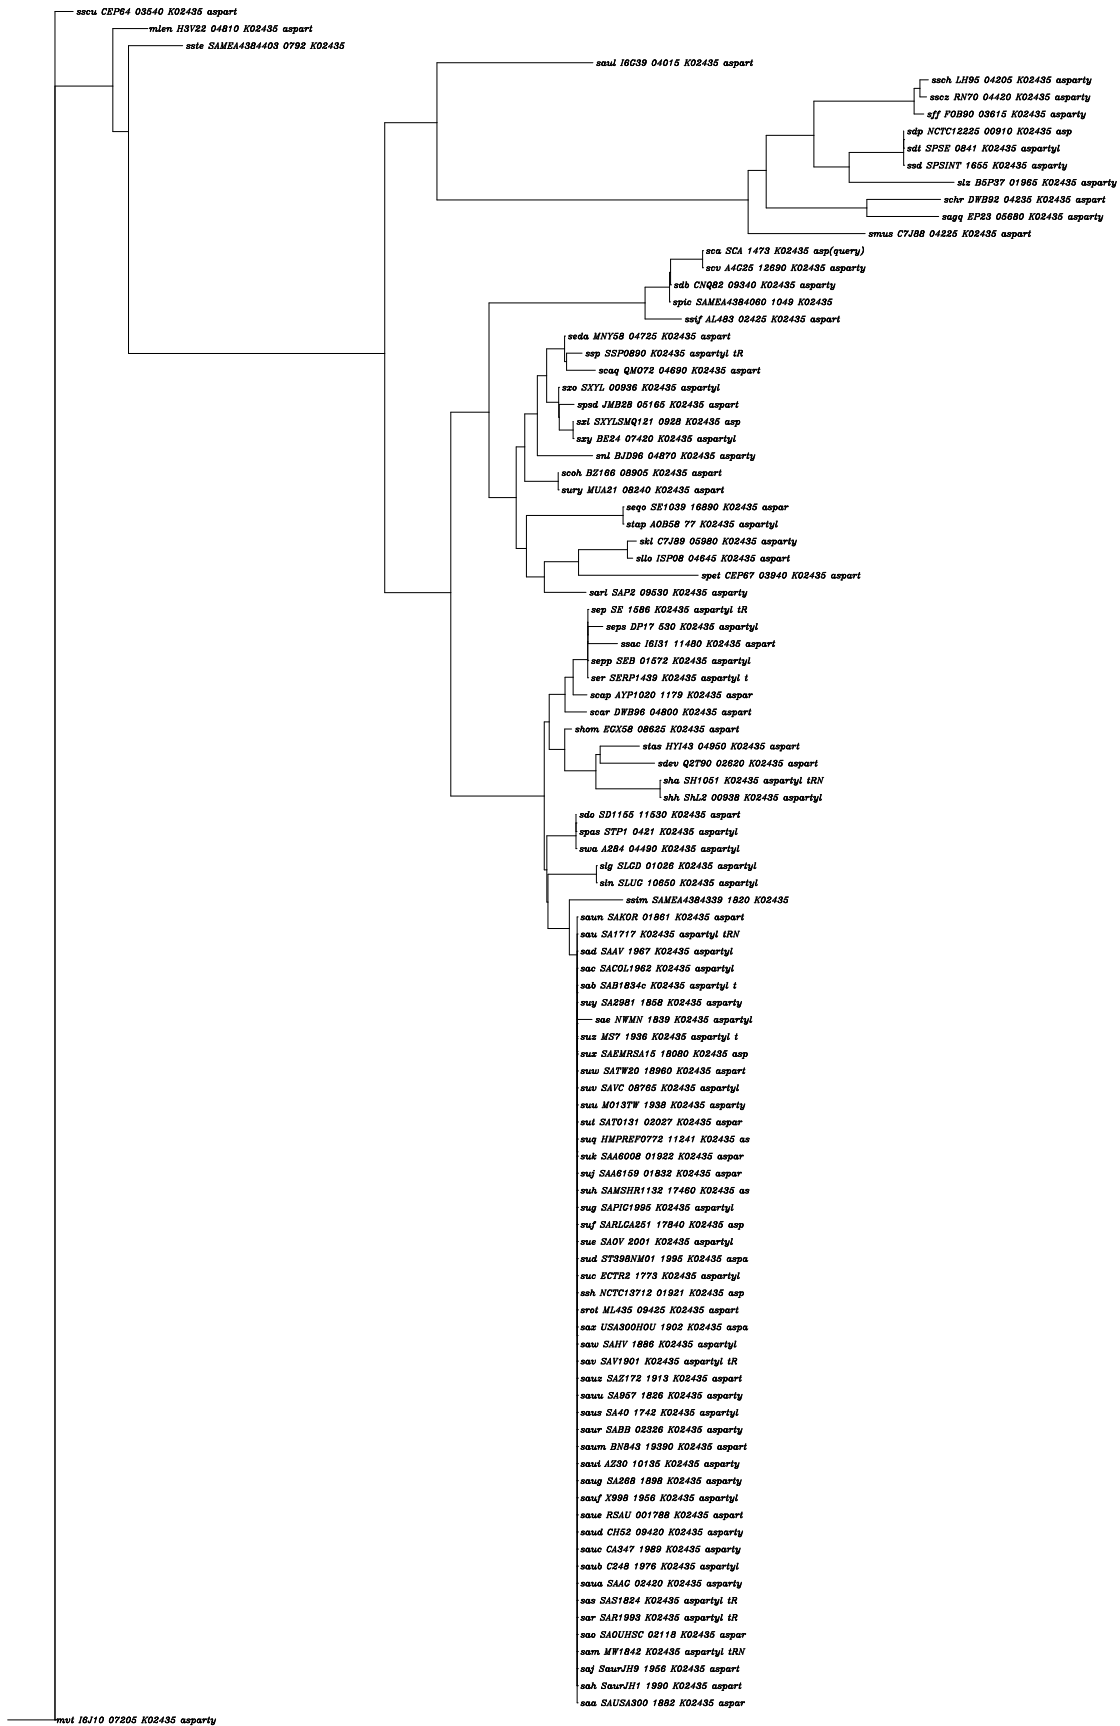 sscu CEP64 03540 K02435 aspart
mlen H3V22 04810 K02435 aspart
sste SAMEA4384403 0792 K02435
saul I6G39 04015 K02435 aspart
ssch LH95 04205 K02435 asparty
sscz RN70 04420 K02435 asparty
sff FOB90 03615 K02435 asparty
sdp NCTC12225 00910 K02435 asp
sdt SPSE 0841 K02435 aspartyl
ssd SPSINT 1655 K02435 asparty
slz B5P37 01965 K02435 asparty
schr DWB92 04235 K02435 aspart
sagq EP23 05680 K02435 asparty
smus C7J88 04225 K02435 aspart
sca SCA 1473 K02435 asp(query)
scv A4G25 12690 K02435 asparty
sdb CNQ82 09340 K02435 asparty
spic SAMEA4384060 1049 K02435
ssif AL483 02425 K02435 aspart
seda MNY58 04725 K02435 aspart
ssp SSP0890 K02435 aspartyl tR
scaq QMO72 04690 K02435 aspart
sxo SXYL 00936 K02435 aspartyl
spsd JMB28 05165 K02435 aspart
sxl SXYLSMQ121 0928 K02435 asp
sxy BE24 07420 K02435 aspartyl
snl BJD96 04870 K02435 asparty
scoh BZ166 08905 K02435 aspart
sury MUA21 08240 K02435 aspart
seqo SE1039 16890 K02435 aspar
stap AOB58 77 K02435 aspartyl
skl C7J89 05980 K02435 asparty
sllo ISP08 04645 K02435 aspart
spet CEP67 03940 K02435 aspart
sarl SAP2 09530 K02435 asparty
sep SE 1586 K02435 aspartyl tR
seps DP17 530 K02435 aspartyl
ssac I6I31 11480 K02435 aspart
sepp SEB 01572 K02435 aspartyl
ser SERP1439 K02435 aspartyl t
scap AYP1020 1179 K02435 aspar
scar DWB96 04800 K02435 aspart
shom EGX58 08625 K02435 aspart
stas HYI43 04950 K02435 aspart
sdev Q2T90 02620 K02435 aspart
sha SH1051 K02435 aspartyl tRN
shh ShL2 00938 K02435 aspartyl
sdo SD1155 11530 K02435 aspart
spas STP1 0421 K02435 aspartyl
swa A284 04490 K02435 aspartyl
slg SLGD 01026 K02435 aspartyl
sln SLUG 10650 K02435 aspartyl
ssim SAMEA4384339 1820 K02435
saun SAKOR 01861 K02435 aspart
sau SA1717 K02435 aspartyl tRN
sad SAAV 1967 K02435 aspartyl
sac SACOL1962 K02435 aspartyl
sab SAB1834c K02435 aspartyl t
suy SA2981 1858 K02435 asparty
sae NWMN 1839 K02435 aspartyl
suz MS7 1936 K02435 aspartyl t
sux SAEMRSA15 18080 K02435 asp
suw SATW20 18960 K02435 aspart
suv SAVC 08765 K02435 aspartyl
suu M013TW 1938 K02435 asparty
sut SAT0131 02027 K02435 aspar
suq HMPREF0772 11241 K02435 as
suk SAA6008 01922 K02435 aspar
suj SAA6159 01832 K02435 aspar
suh SAMSHR1132 17460 K02435 as
sug SAPIG1995 K02435 aspartyl
suf SARLGA251 17840 K02435 asp
sue SAOV 2001 K02435 aspartyl
sud ST398NM01 1995 K02435 aspa
suc ECTR2 1773 K02435 aspartyl
ssh NCTC13712 01921 K02435 asp
srot ML435 09425 K02435 aspart
sax USA300HOU 1902 K02435 aspa
saw SAHV 1886 K02435 aspartyl
sav SAV1901 K02435 aspartyl tR
sauz SAZ172 1913 K02435 aspart
sauu SA957 1826 K02435 asparty
saus SA40 1742 K02435 aspartyl
saur SABB 02326 K02435 asparty
saum BN843 19390 K02435 aspart
saui AZ30 10135 K02435 asparty
saug SA268 1898 K02435 asparty
sauf X998 1956 K02435 aspartyl
saue RSAU 001788 K02435 aspart
saud CH52 09420 K02435 asparty
sauc CA347 1989 K02435 asparty
saub C248 1976 K02435 aspartyl
saua SAAG 02420 K02435 asparty
sas SAS1824 K02435 aspartyl tR
sar SAR1993 K02435 aspartyl tR
sao SAOUHSC 02118 K02435 aspar
sam MW1842 K02435 aspartyl tRN
saj SaurJH9 1956 K02435 aspart
sah SaurJH1 1990 K02435 aspart
saa SAUSA300 1882 K02435 aspar
mvt I6J10 07205 K02435 asparty